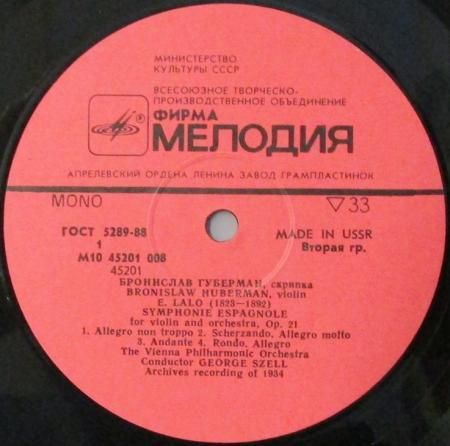 МИНИСТЕРСТВО
КУЛЬТУРЫ СССР
ВСЕСОЮЗНОЕ ТВОРЧЕСКО-
ПРОИЗВОДСТВЕННОЕ ОБЪЕДИНЕНИЕ
ФИРМА
МЕЛОДИЯ
АПРЕЛЕВСКИЙ ОРДЕНА ЛЕНИНА ЗАВОД ГРАМПЛАСТИНОК
MONO ▽33
ГОСТ 5289-88 MADE IN USSR
1 Вторая гр.
М10 45201 008
45201
БРОНИСЛАВ ГУБЕРМАН, скрипка
BRONISLAW HUBERMAN, violin
E. LALO (1823—1892)
SYMPHONIE ESPAGNOLE
for violin and orchestra, Op. 21
1. Allegro non troppo 2. Scherzando. Allegro molto
3. Andante 4. Rondo. Allegro
The Vienna Philharmonic Orchestra
Conductor GEORGE SZELL
Archives recording of 1934